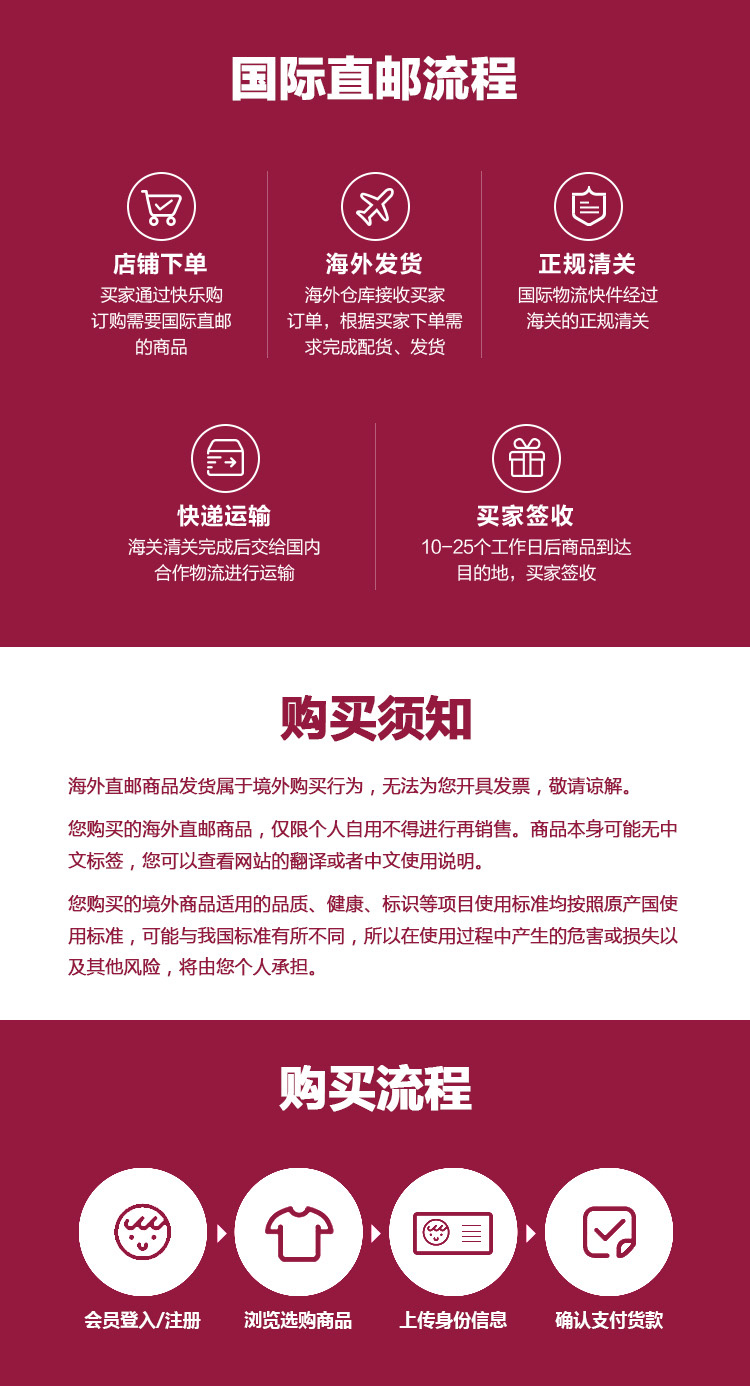 国际直邮流程
店铺下单
买家通过快乐购
订购需要国际直邮
的商品
海外发货
海外仓库接收买家
订单，根据买家下单需
求完成配货、发货
正规清关
国际物流快件经过
海关的正规清关
快递运输
海关清关完成后交给国内
合作物流进行运输
买家签收
10-25个工作日后商品到达
目的地，买家签收
购买须知
海外直邮商品发货属于境外购买行为，无法为您开具发票，敬请谅解。
您购买的海外直邮商品，仅限个人自用不得进行再销售。商品本身可能无中
文标签，您可以查看网站的翻译或者中文使用说明。
您购买的境外商品适用的品质、健康、标识等项目使用标准均按照原产国使
用标准，可能与我国标准有所不同，所以在使用过程中产生的危害或损失以
及其他风险，将由您个人承担。
购买流程
会员登入/注册
浏览选购商品
上传身份信息
确认支付货款